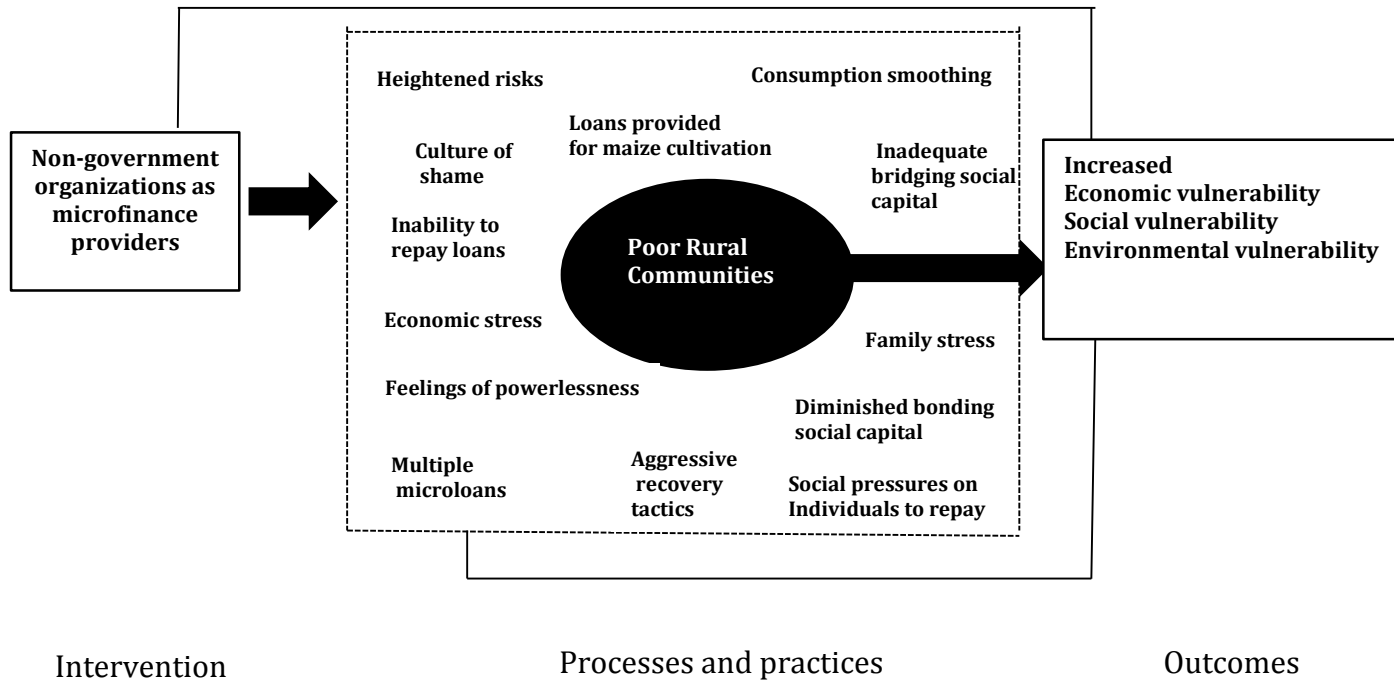 Non-government
organizations as
microfinance
providers
Heightened risks
Consumption smoothing
Loans provided
for maize cultivation
Culture of
shame
Inadequate
bridging social
capital
Inability to
repay loans
Poor Rural
Communities
Economic stress
Family stress
Feelings of powerlessness
Diminished bonding
social capital
Multiple
microloans
Aggressive
recovery
tactics
Social pressures on
Individuals to repay
Increased
Economic vulnerability
Social vulnerability
Environmental vulnerability
Intervention
Processes and practices
Outcomes